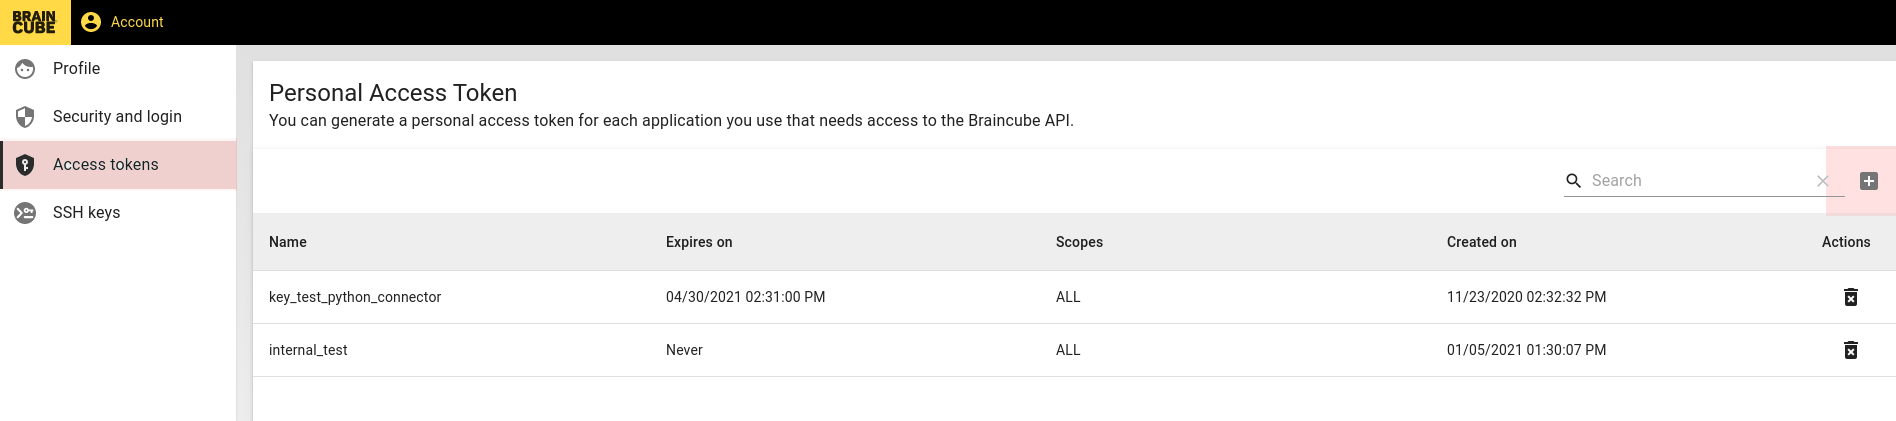 BRAIN
CUBE
Account
Profile
Security and login
Access tokens
SSH keys
Personal Access Token
You can generate a personal access token for each application you use that needs access to the Braincube API.
Search
Name Expires on Scopes Created on Actions
key_test_python_connector 04/30/2021 02:31:00 PM ALL 11/23/2020 02:32:32 PM
internal_test Never ALL 01/05/2021 01:30:07 PM